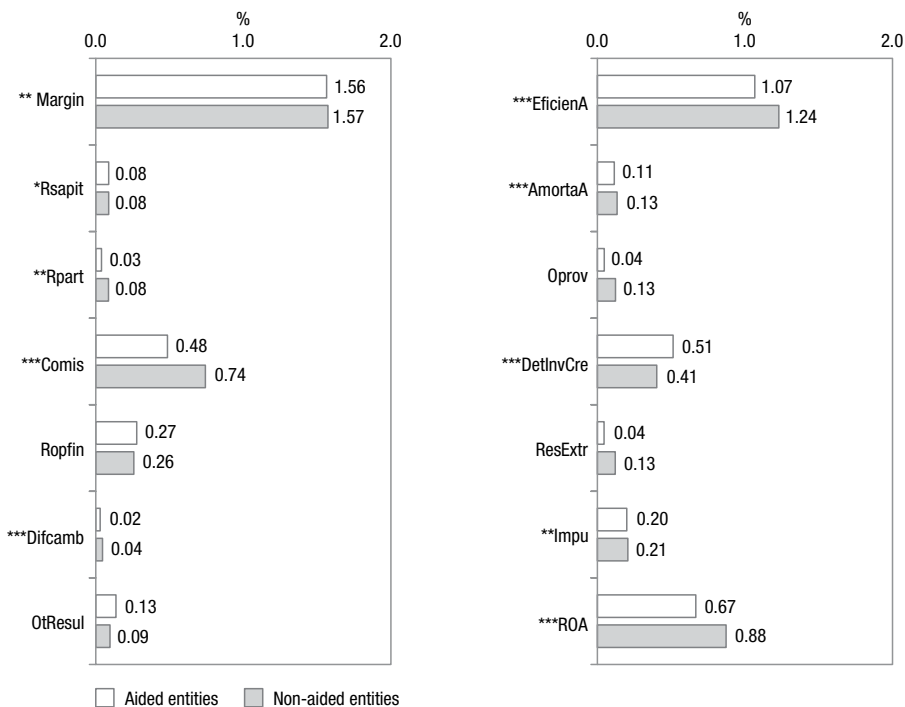 %
0.0 1.0 2.0
** Margin
1.56
1.57
*Rsapit
0.08
0.08
**Rpart
0.03
0.08
***Comis
0.48
0.74
Ropfin
0.27
0.26
***Difcamb
0.02
0.04
OtResul
0.13
0.09
%
0.0 1.0 2.0
***EficienA
1.07
1.24
***AmortaA
0.11
0.13
Oprov
0.04
0.13
***DetInvCre
0.51
0.41
ResExtr
0.04
0.13
**Impu
0.20
0.21
***ROA
0.67
0.88
Aided entities Non-aided entities